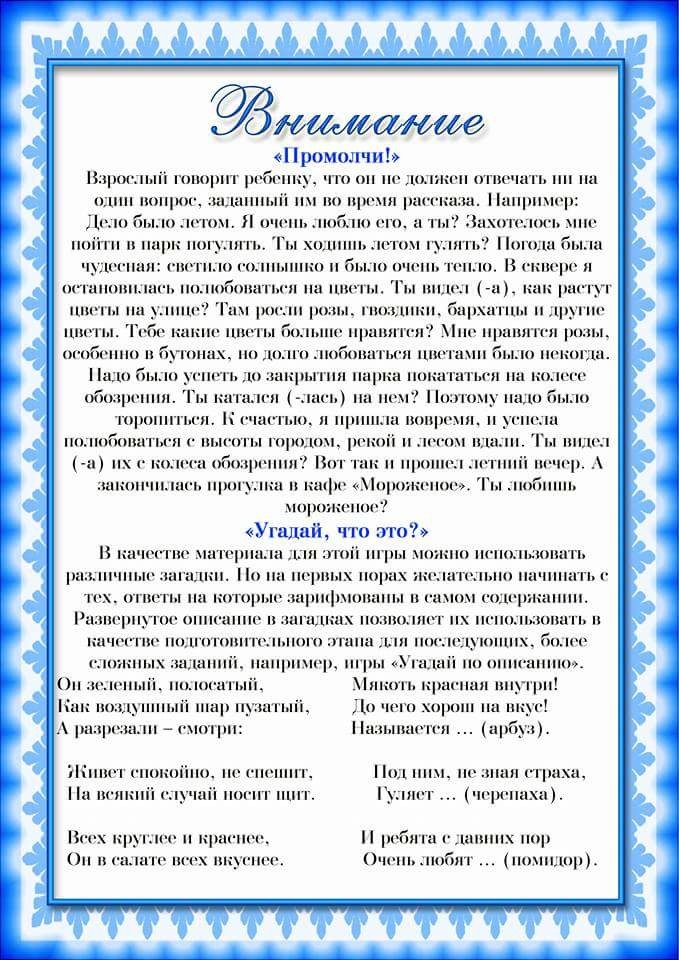 Внимание
«Промолчи!»
Взрослый говорит ребенку, что он не должен отвечать ни на
один вопрос, заданный им во время рассказа. Например:
Дело было летом. Я очень люблю его, а ты? Захотелось мне
пойти в парк погулять. Ты ходишь летом гулять? Погода была
чудесная: светило солнышко и было очень тепло. В сквере я
остановилась полюбоваться на цветы. Ты видел (-а), как растут
цветы на улице? Там росли розы, гвоздики, бархатцы и другие
цветы. Тебе какие цветы больше нравятся? Мне нравятся розы,
особенно в бутонах, но долго любоваться цветами было некогда.
Надо было успеть до закрытия парка покататься на колесе
обозрения. Ты катался (-лась) на нем? Поэтому надо было
торопиться. К счастью, я пришла вовремя, и успела
полюбоваться с высоты городом, рекой и лесом вдали. Ты видел
(-а) их с колеса обозрения? Вот так и прошел летний вечер. А
закончилась прогулка в кафе «Мороженое». Ты любишь
мороженое?
«Угадай, что это?»
В качестве материала для этой игры можно использовать
различные загадки. Но на первых порах желательно начинать с
тех, ответы на которые зарифмованы в самом содержании.
Развернутое описание в загадках позволяет их использовать в
качестве подготовительного этапа для последующих, более
сложных заданий, например, игры «Угадай по описанию».
Он зеленый, полосатый, Мякоть красная внутри!
Как воздушный шар пузатый, До чего хорош на вкус!
А разрезали – смотри: Называется ... (арбуз).
Живет спокойно, не спешит, Под ним, не зная страха,
На всякий случай носит щит. Гуляет ... (черепаха).
Всех круглее и краснее, И ребята с давних пор
Он в салате всех вкуснее. Очень любят ... (помидор).